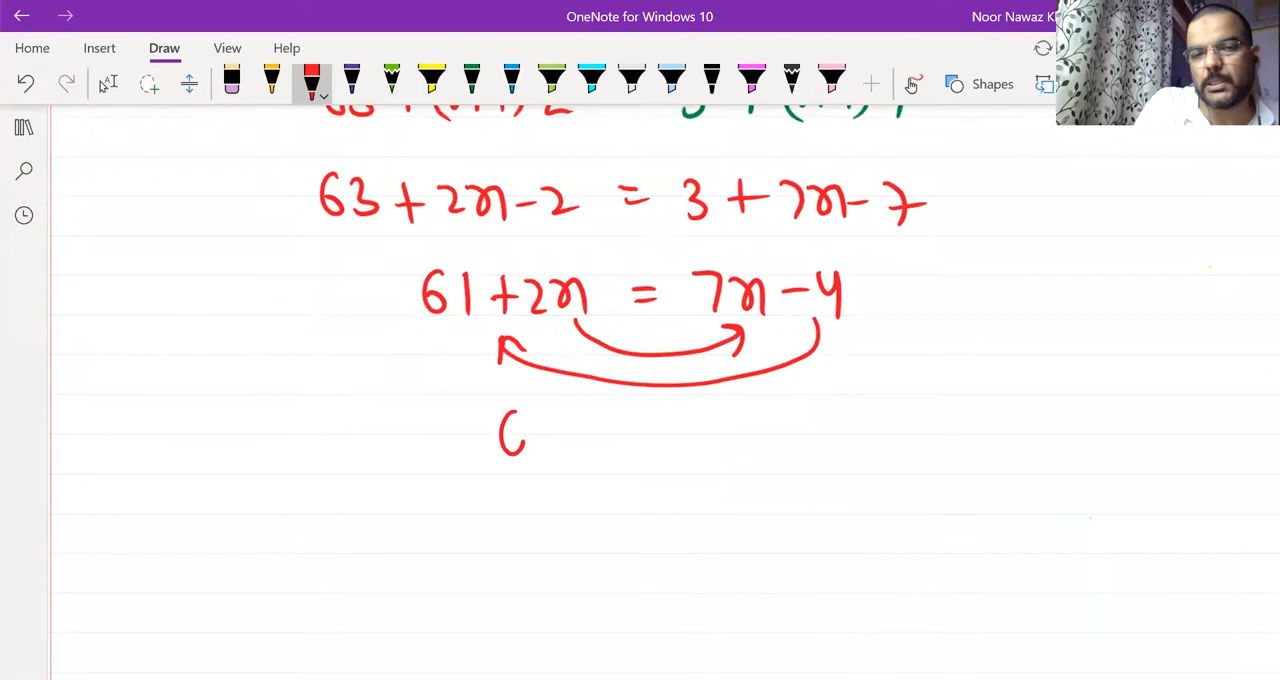 OneNote for Windows 10
Noor Nawaz K
Home Insert Draw View Help
Shapes
63 + 2n - 2 = 3 + 7n - 7
61 + 2n = 7n - 4